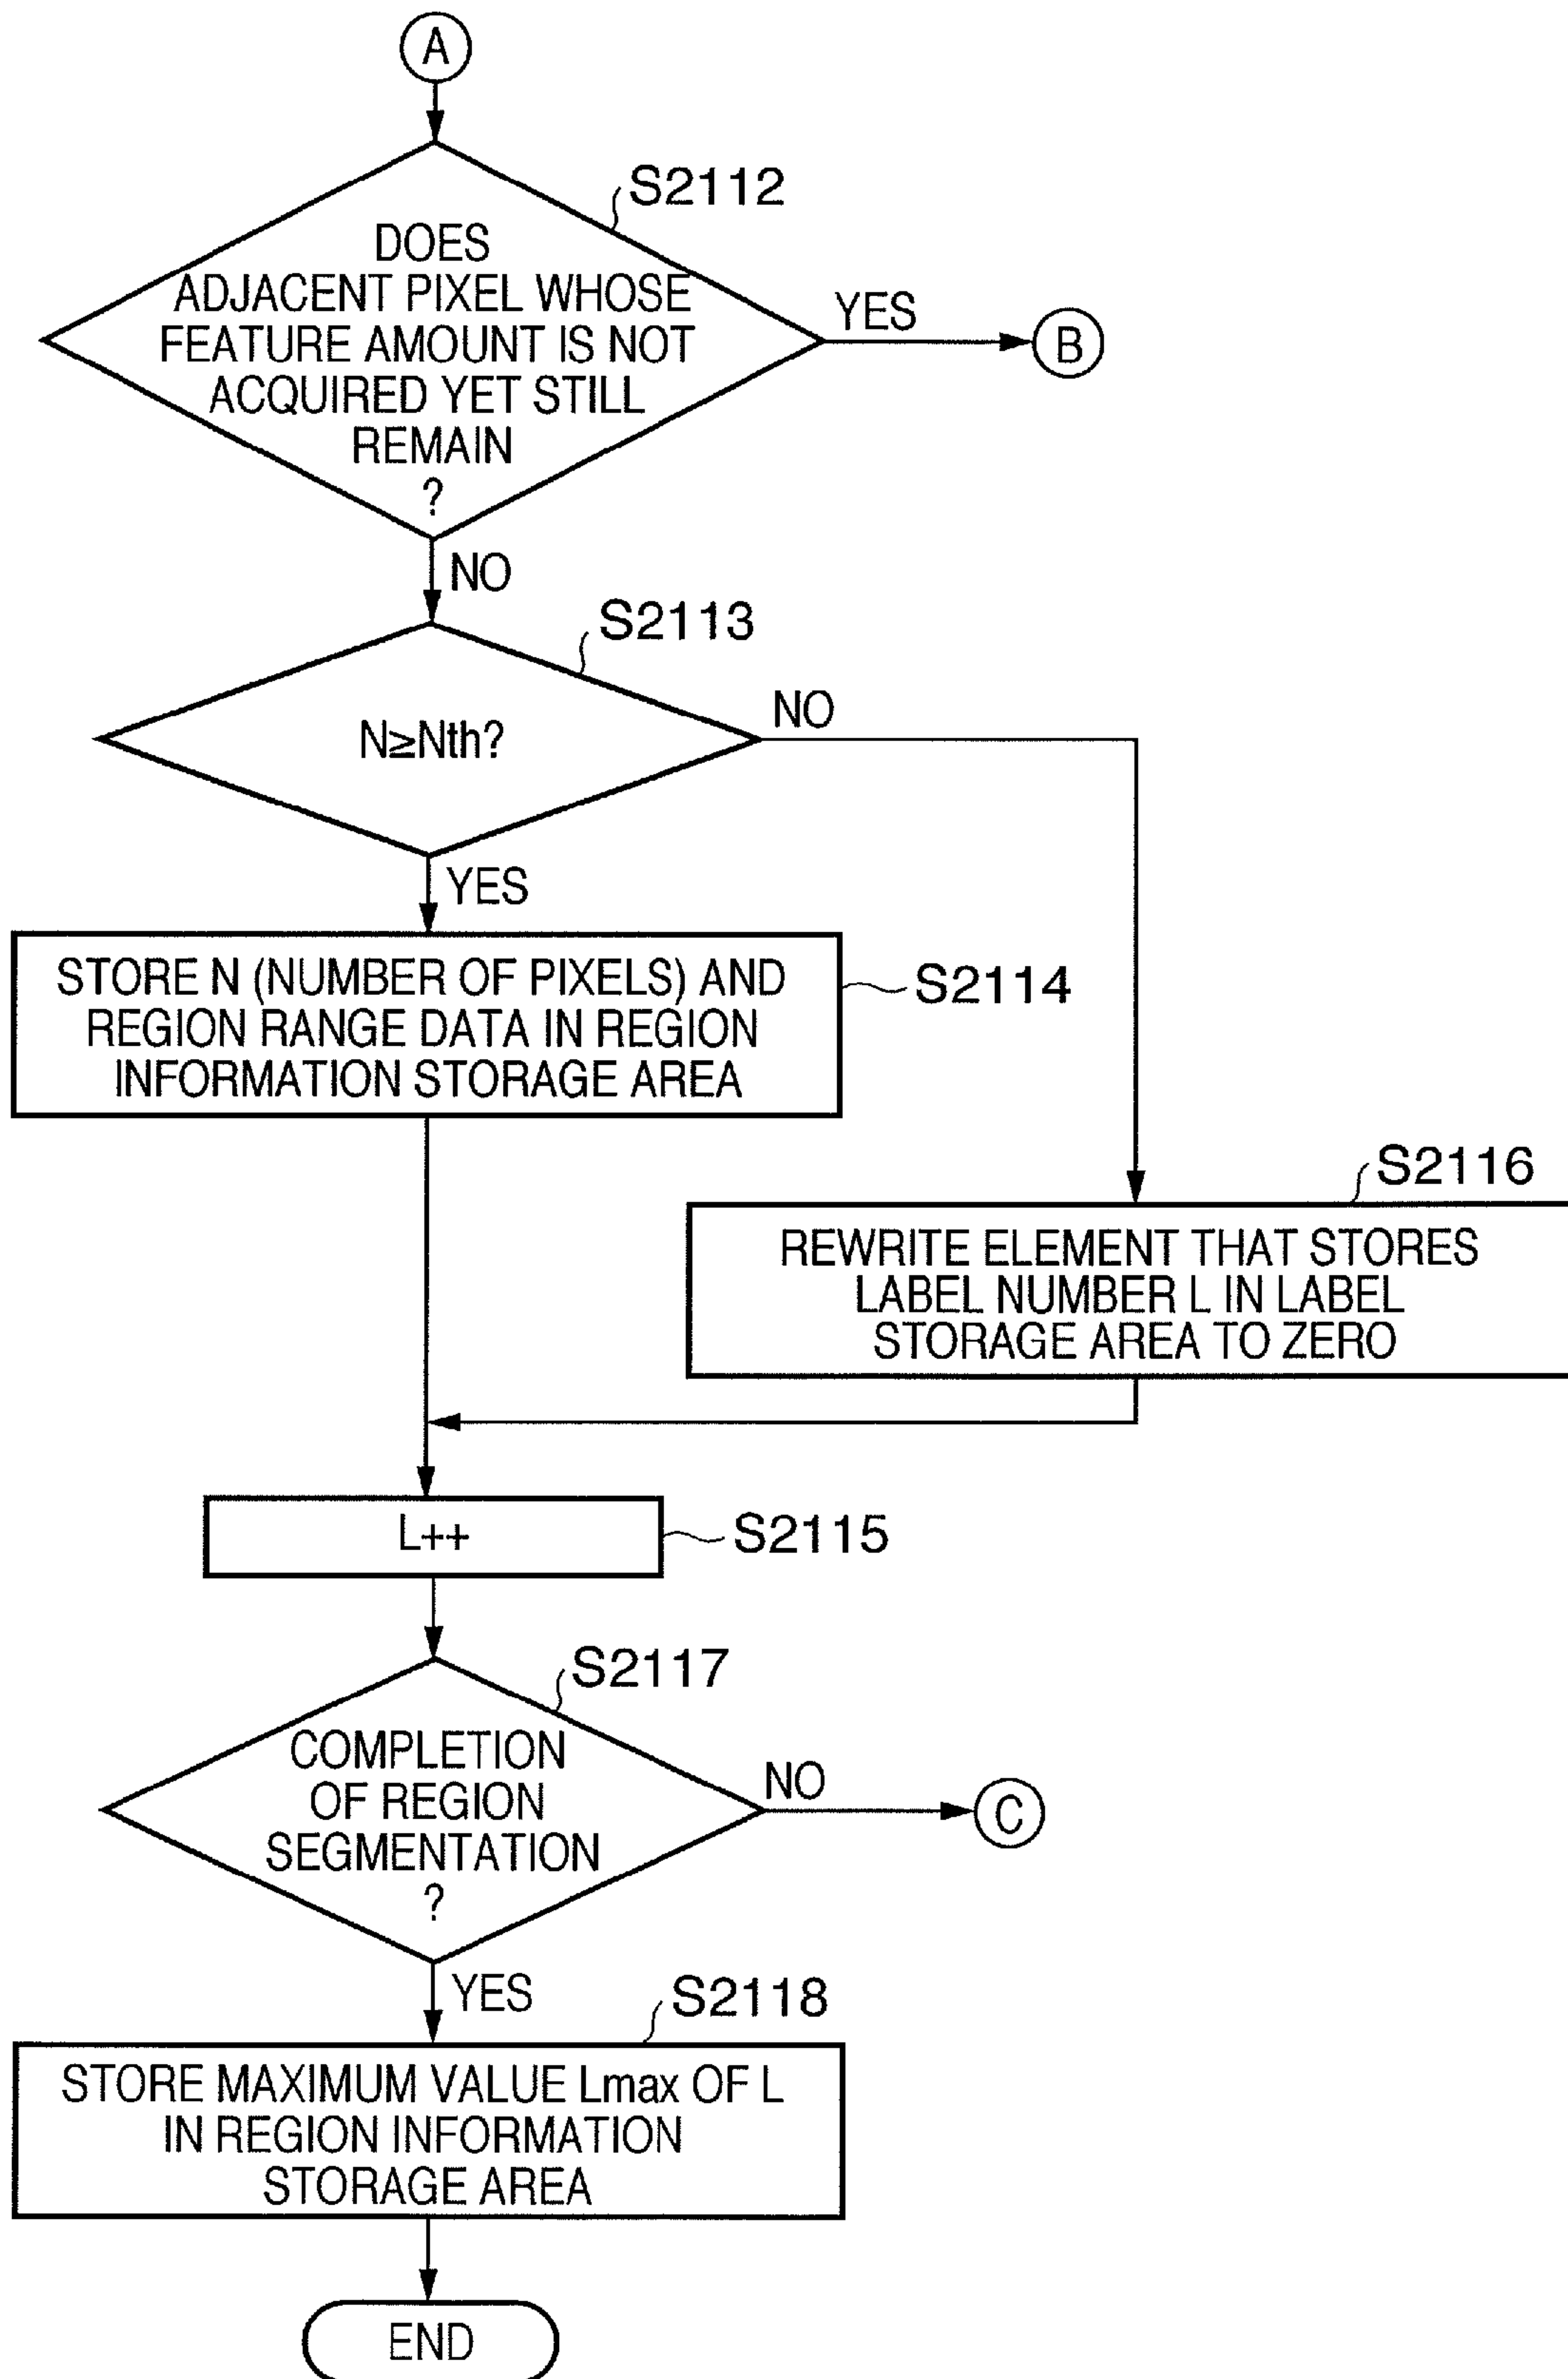 A
S2112
DOES
ADJACENT PIXEL WHOSE
FEATURE AMOUNT IS NOT
ACQUIRED YET STILL
REMAIN
?
YES
B
NO
S2113
N≥Nth?
NO
YES
STORE N (NUMBER OF PIXELS) AND
REGION RANGE DATA IN REGION
INFORMATION STORAGE AREA
S2114
S2116
REWRITE ELEMENT THAT STORES
LABEL NUMBER L IN LABEL
STORAGE AREA TO ZERO
L++
S2115
S2117
COMPLETION
OF REGION
SEGMENTATION
?
NO
C
YES
S2118
STORE MAXIMUM VALUE Lmax OF L
IN REGION INFORMATION
STORAGE AREA
END